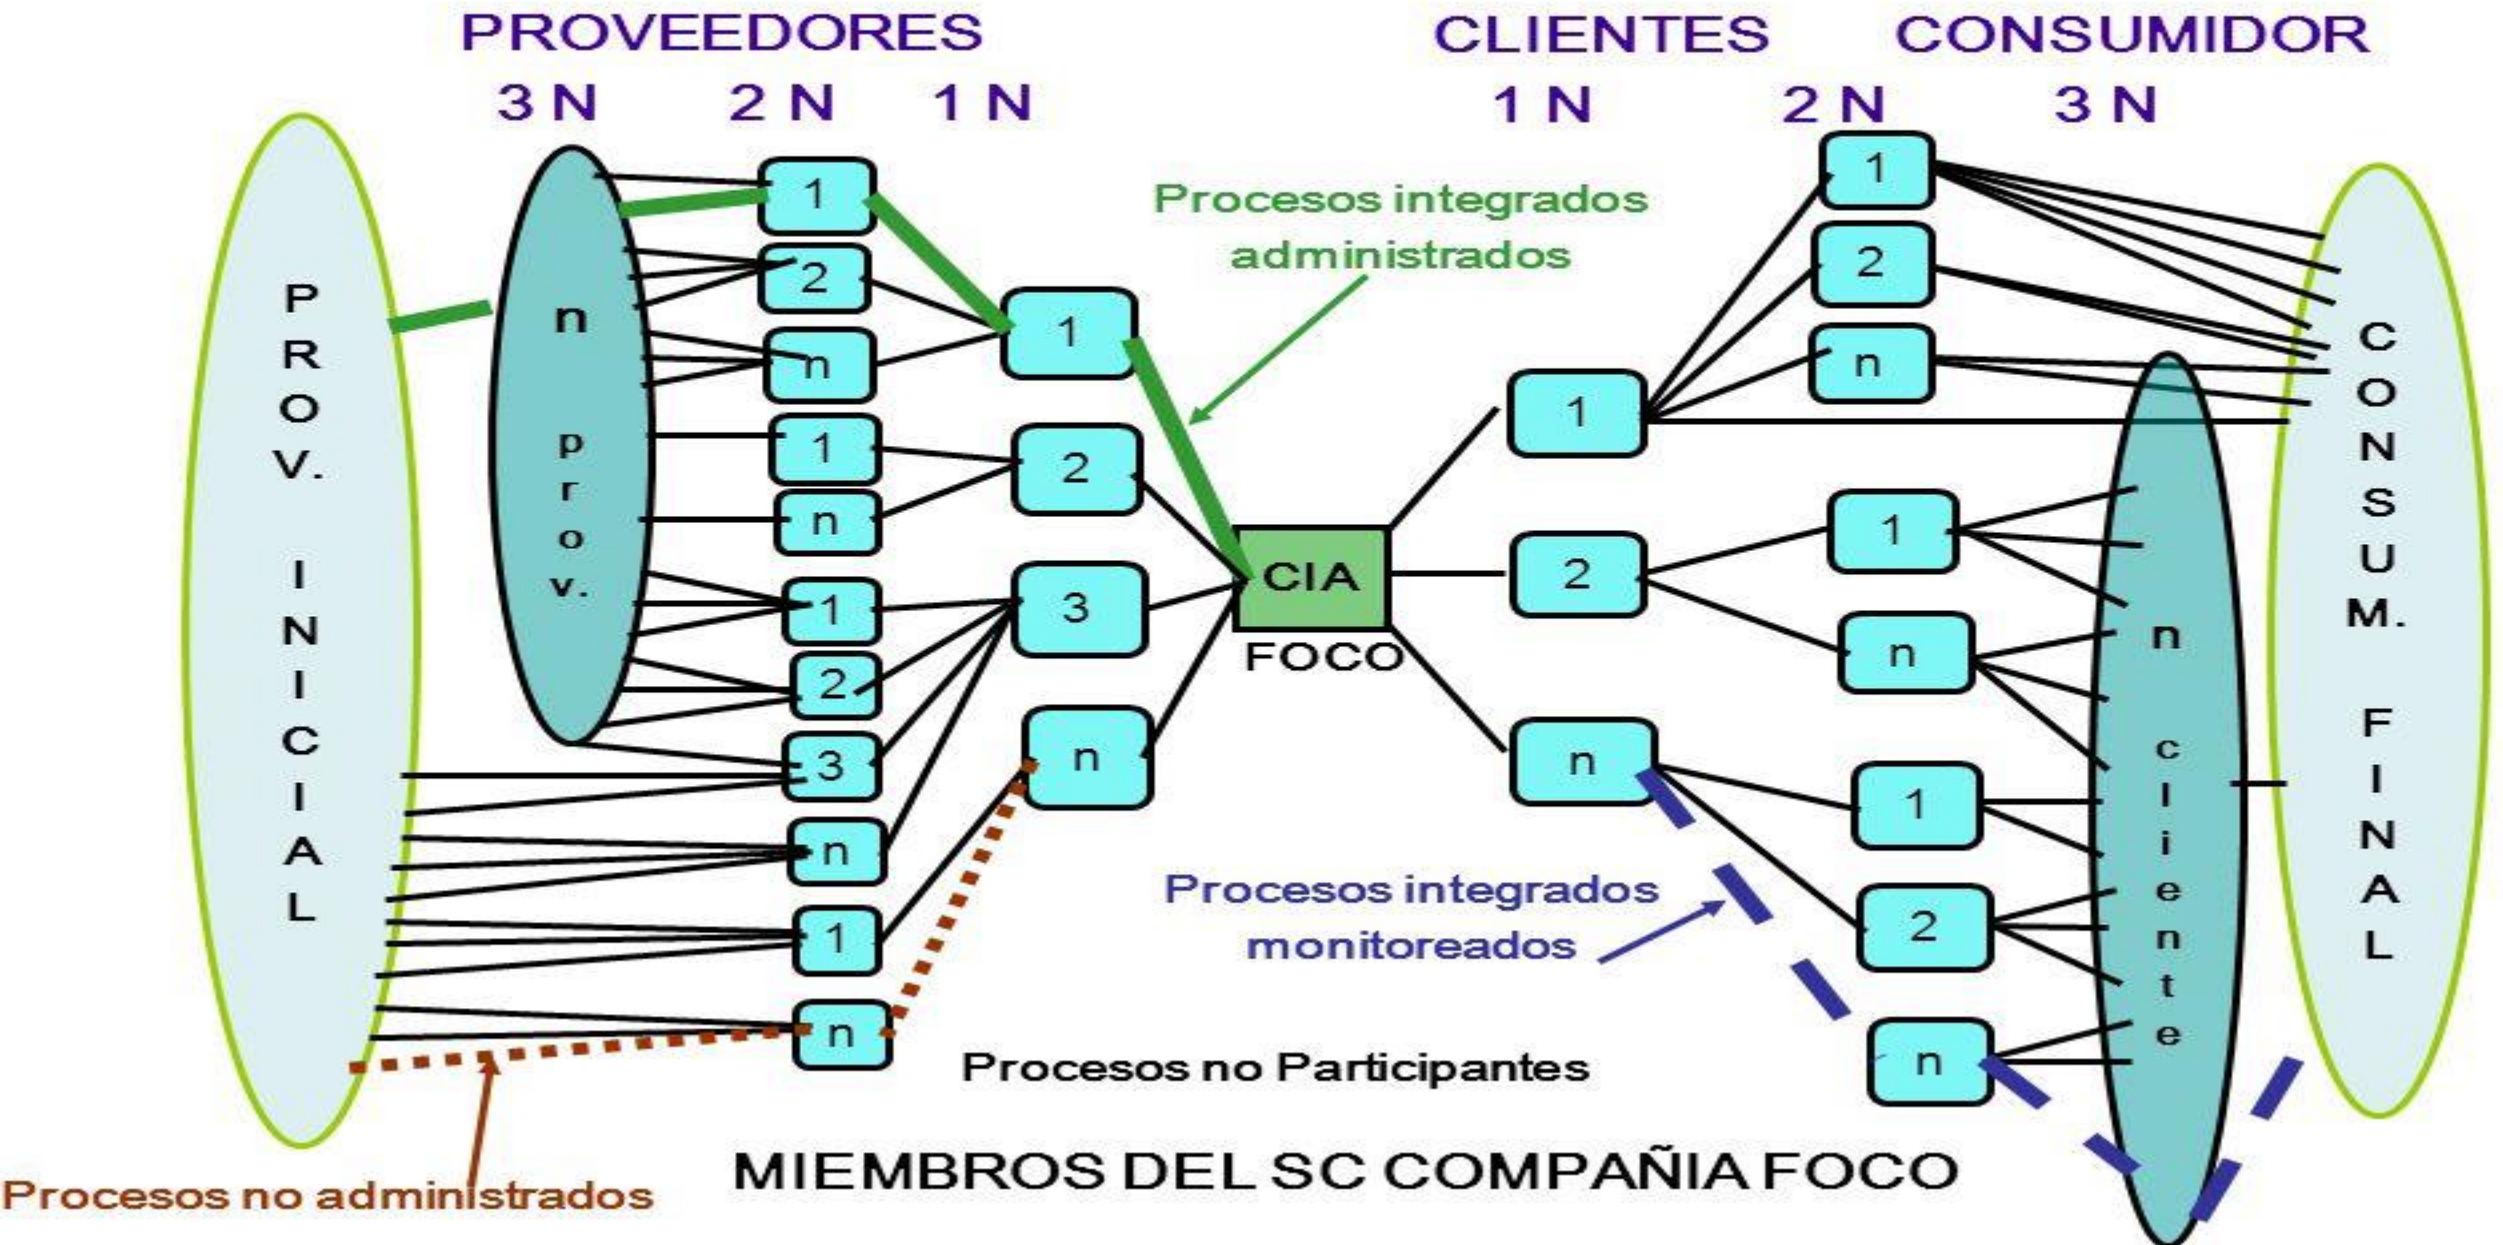 PROVEEDORES
CLIENTES
CONSUMIDOR
3 N
2 N
1 N
1 N
2 N
3 N
PROV. INICIAL
n prov.
1
2
n
1
n
1
2
3
n
1
n
1
2
3
n
Procesos integrados
administrados
CIA
FOCO
1
2
n
1
2
n
1
n
1
2
n
n cliente
CONSUM. FINAL
Procesos integrados
monitoreados
Procesos no Participantes
MIEMBROS DEL SC COMPAÑIA FOCO
Procesos no administrados